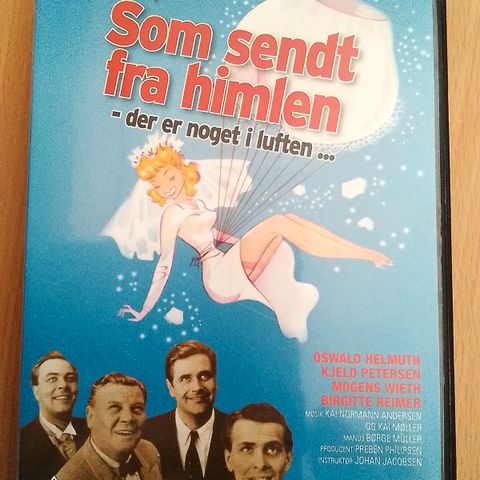 Som sendt
fra himlen
- der er noget i luften ...
OSWALD HELMUTH
KJELD PETERSEN
MOGENS WIETH
BIRGITTE REIMER
MUSIK KAI NORMANN ANDERSEN
OG KAI MØLLER
MANUS BØRGE MÜLLER
PRODUCENT PREBEN PHILIPSEN
INSTRUKTØR JOHAN JACOBSEN